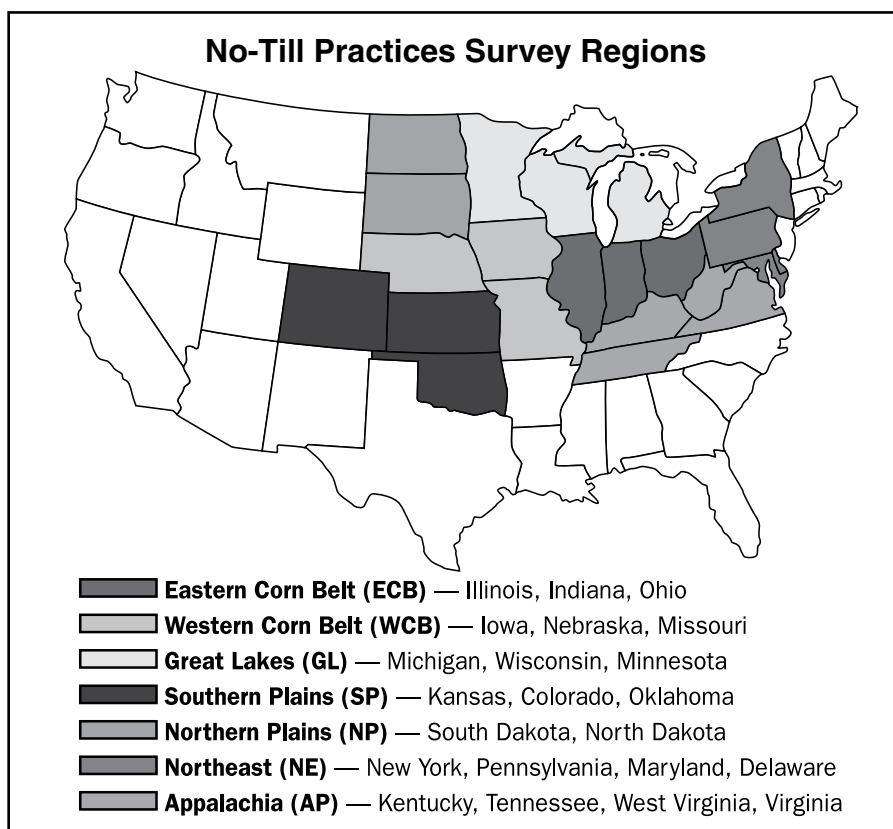 No-Till Practices Survey Regions
Eastern Corn Belt (ECB) — Illinois, Indiana, Ohio
Western Corn Belt (WCB) — Iowa, Nebraska, Missouri
Great Lakes (GL) — Michigan, Wisconsin, Minnesota
Southern Plains (SP) — Kansas, Colorado, Oklahoma
Northern Plains (NP) — South Dakota, North Dakota
Northeast (NE) — New York, Pennsylvania, Maryland, Delaware
Appalachia (AP) — Kentucky, Tennessee, West Virginia, Virginia